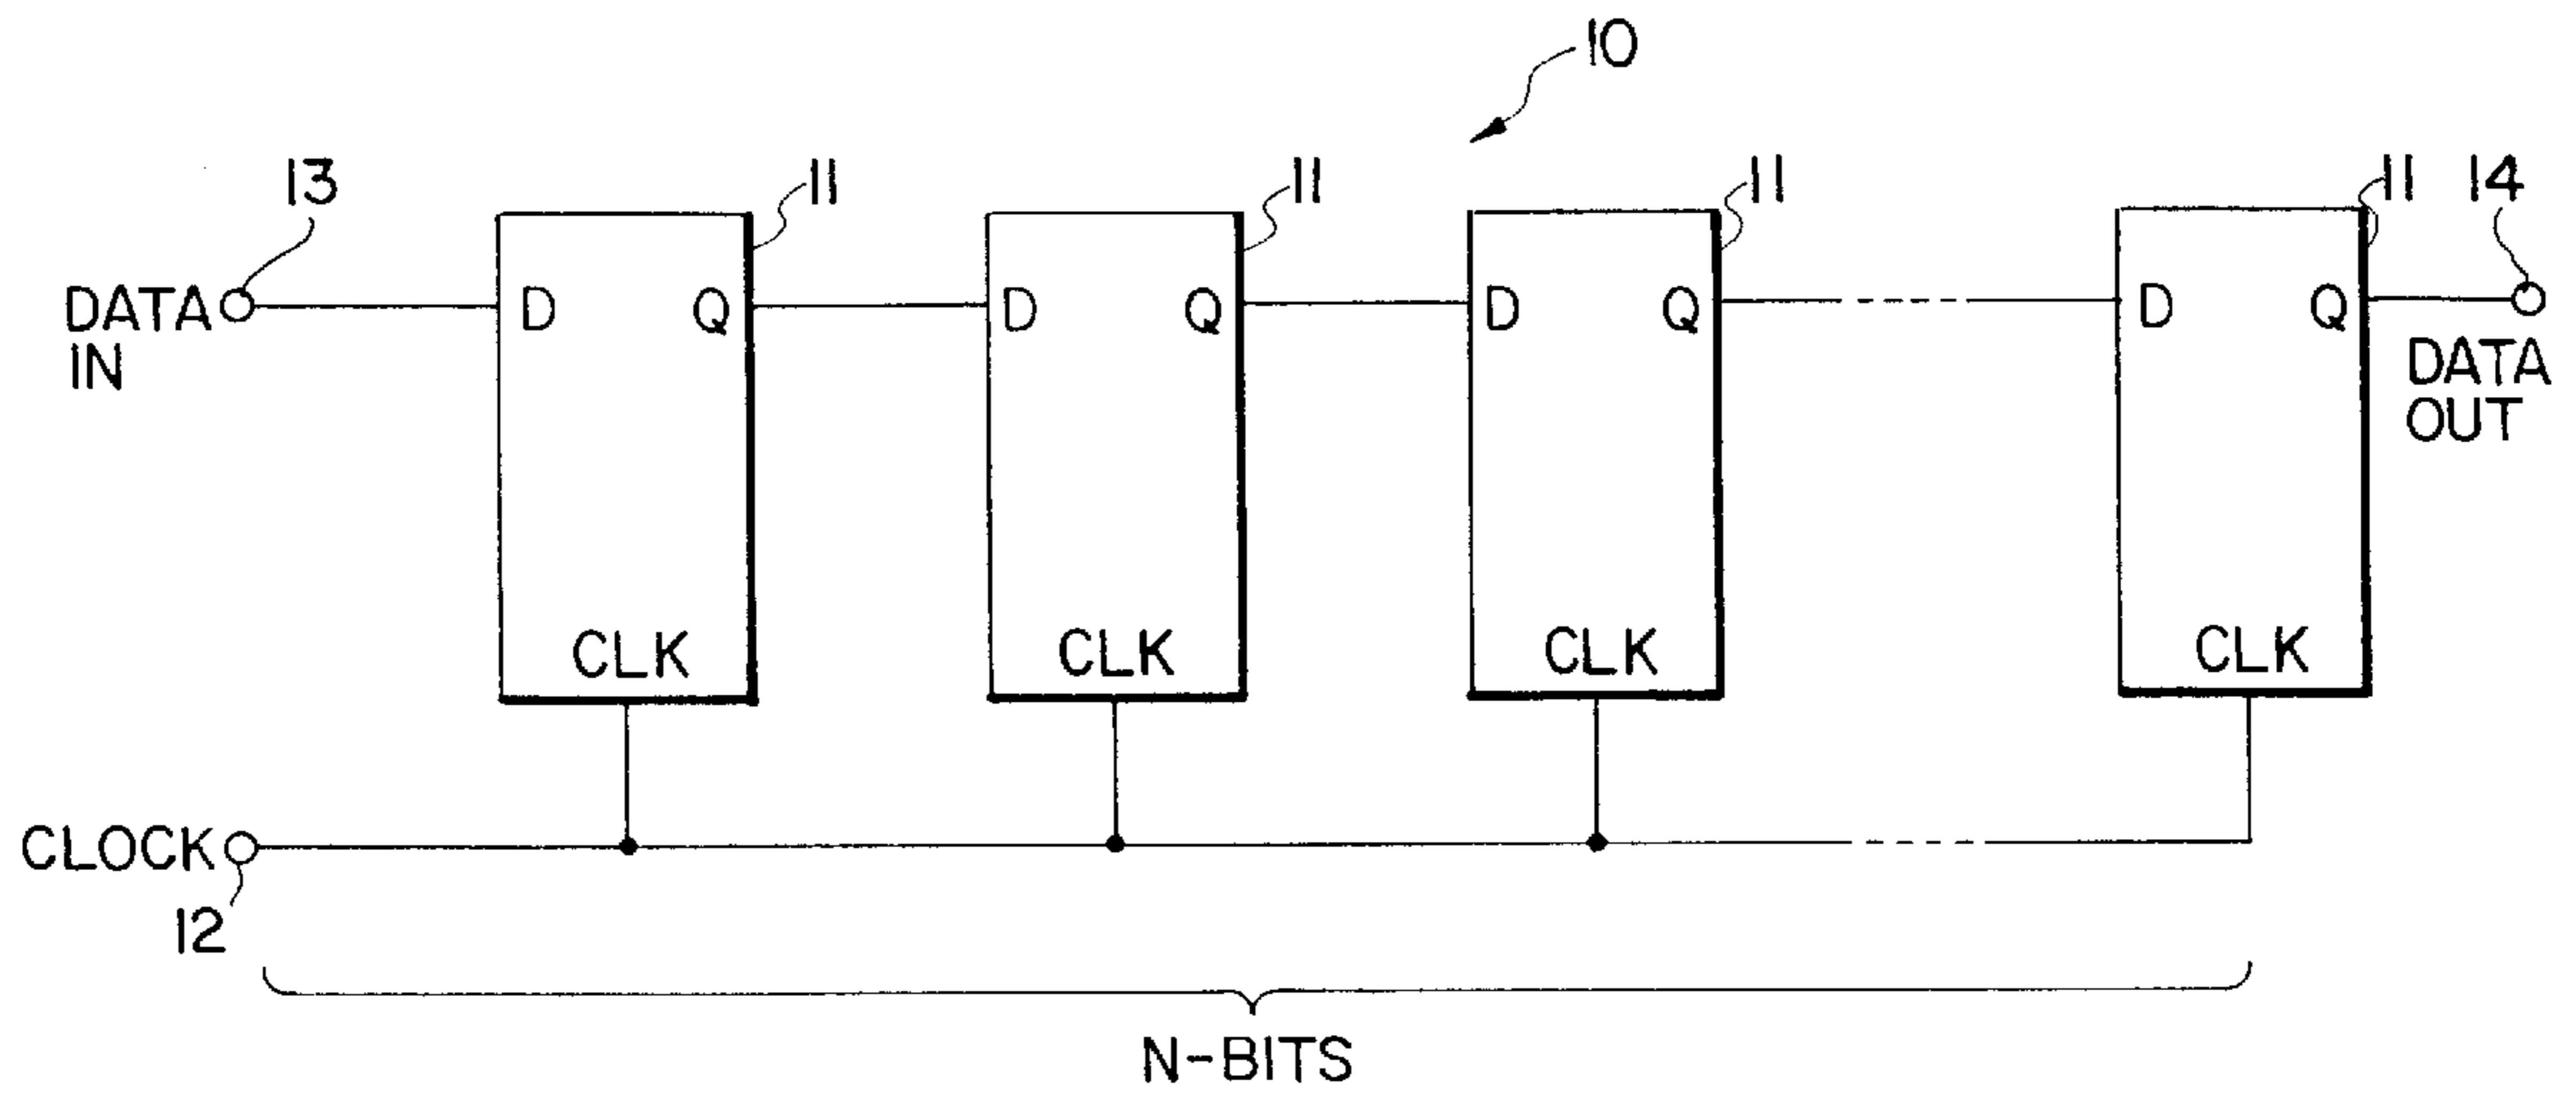 10
13
11
11
11
11
14
DATA
IN
D
Q
D
Q
D
Q
D
Q
DATA
OUT
CLK
CLK
CLK
CLK
CLOCK
12
N-BITS